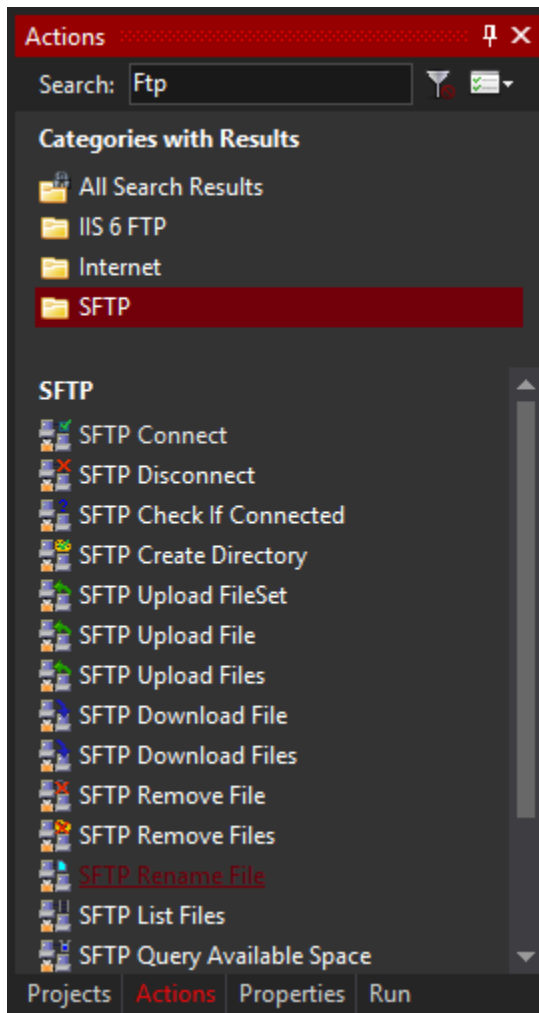 Actions
Search: Ftp
Categories with Results
All Search Results
IIS 6 FTP
Internet
SFTP
SFTP
SFTP Connect
SFTP Disconnect
SFTP Check If Connected
SFTP Create Directory
SFTP Upload FileSet
SFTP Upload File
SFTP Upload Files
SFTP Download File
SFTP Download Files
SFTP Remove File
SFTP Remove Files
SFTP Rename File
SFTP List Files
SFTP Query Available Space
Projects Actions Properties Run